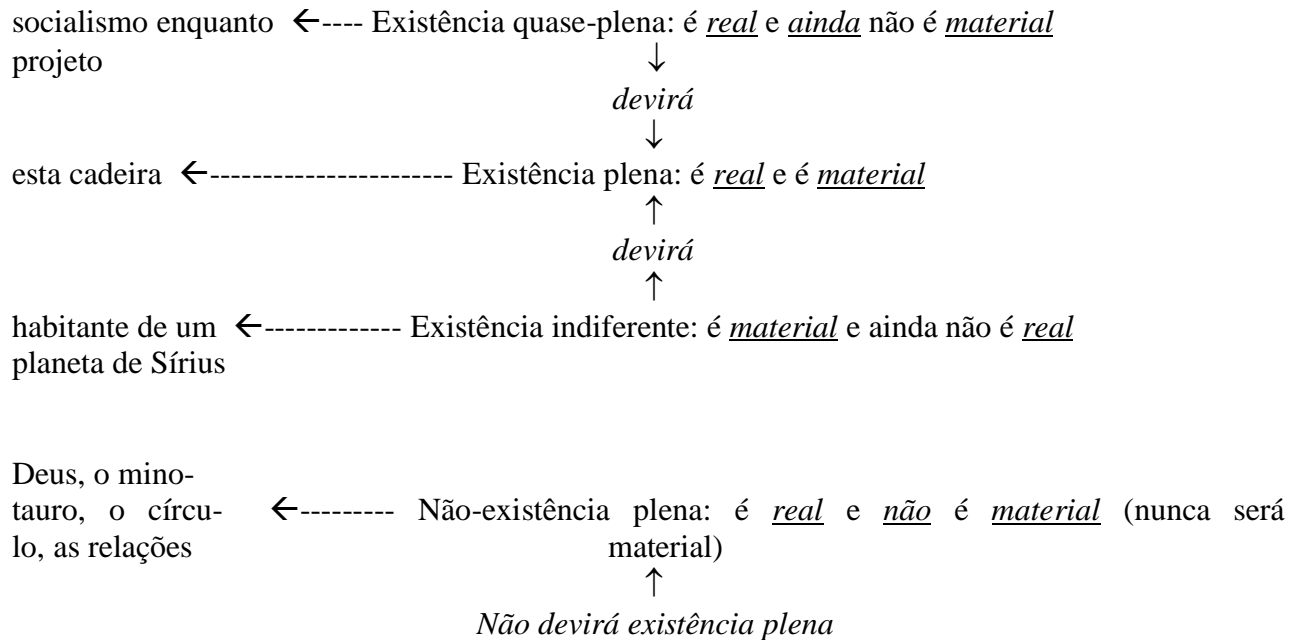 socialismo enquanto ←---- Existência quase-plena: é real e ainda não é material
projeto
↓
devirá
↓
esta cadeira ←----------------------- Existência plena: é real e é material
↑
devirá
↑
habitante de um ←------------- Existência indiferente: é material e ainda não é real
planeta de Sírius
Deus, o mino-
tauro, o círcu- ←--------- Não-existência plena: é real e não é material (nunca será
lo, as relações material)
↑
Não devirá existência plena